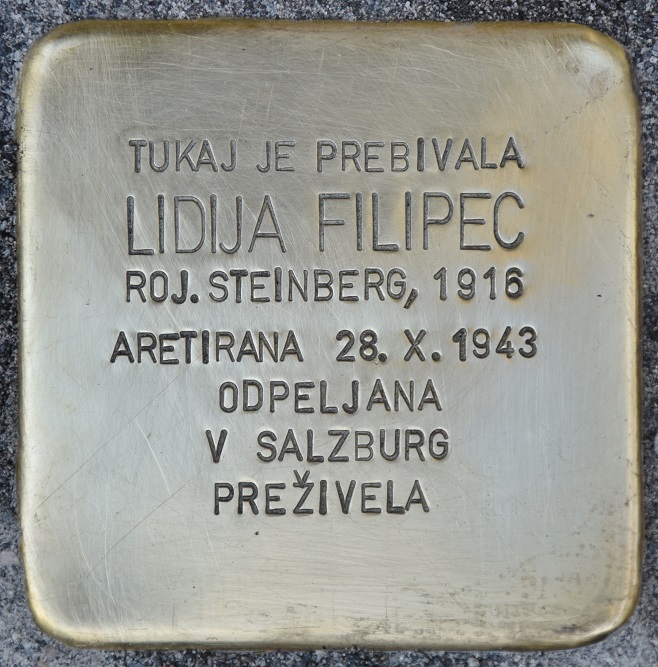 TUKAJ JE PREBIVALA
LIDIJA FILIPEC
ROJ. STEINBERG, 1916
ARETIRANA 28. X. 1943
ODPELJANA
V SALZBURG
PREŽIVELA